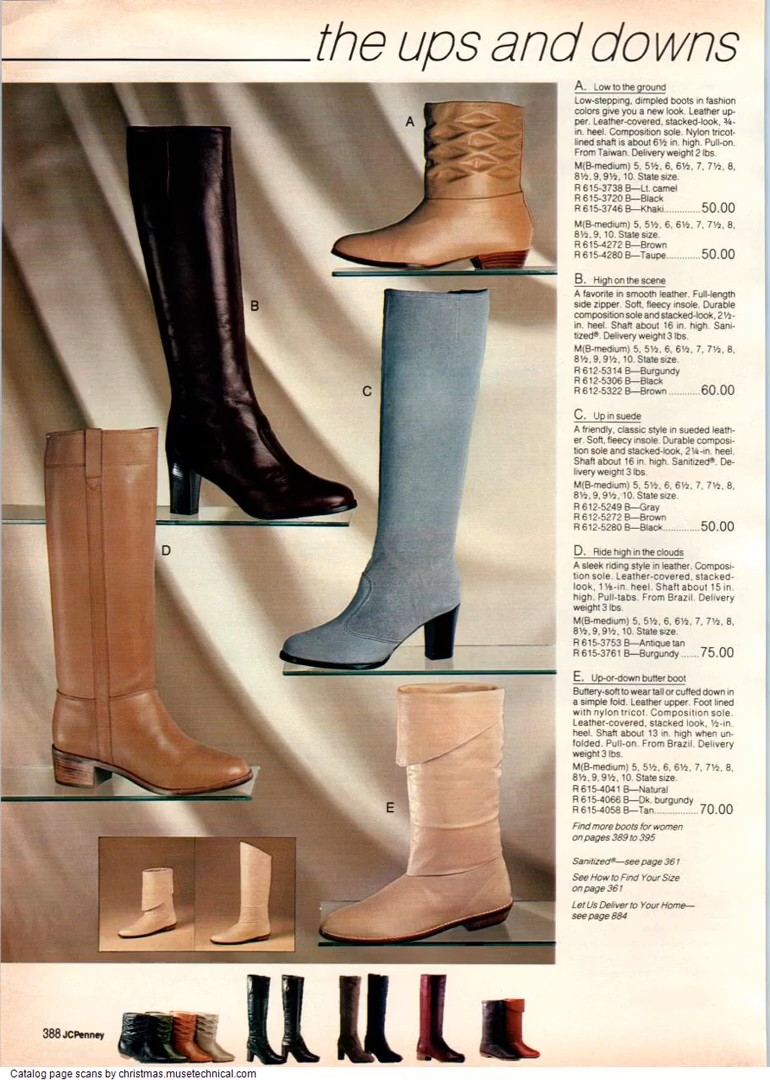 the ups and downs
A. Low to the ground
Low-stepping, dimpled boots in fashion
colors give you a new look. Leather up-
per. Leather-covered, stacked-look, ¾-
in. heel. Composition sole. Nylon tricot-
lined shaft is about 6½ in. high. Pull-on.
From Taiwan. Delivery weight 2 lbs.
M(B-medium) 5, 5½, 6, 6½, 7, 7½, 8,
8½, 9, 9½, 10. State size.
R 615-3738 B—Lt. camel
R 615-3720 B—Black
R 615-3746 B—Khaki..............50.00
M(B-medium) 5, 5½, 6, 6½, 7, 7½, 8,
8½, 9, 10. State size.
R 615-4272 B—Brown
R 615-4280 B—Taupe.............50.00
B. High on the scene
A favorite in smooth leather. Full-length
side zipper. Soft, fleecy insole. Durable
composition sole and stacked-look, 2½-
in. heel. Shaft about 16 in. high. Sani-
tized®. Delivery weight 3 lbs.
M(B-medium) 5, 5½, 6, 6½, 7, 7½, 8,
8½, 9, 9½, 10. State size.
R 612-5314 B—Burgundy
R 612-5306 B—Black
R 612-5322 B—Brown............60.00
C. Up in suede
A friendly, classic style in sueded leath-
er. Soft, fleecy insole. Durable composi-
tion sole and stacked-look, 2¼-in. heel.
Shaft about 16 in. high. Sanitized®. De-
livery weight 3 lbs.
M(B-medium) 5, 5½, 6, 6½, 7, 7½, 8,
8½, 9, 9½, 10. State size.
R 612-5249 B—Gray
R 612-5272 B—Brown
R 612-5280 B—Black..............50.00
D. Ride high in the clouds
A sleek riding style in leather. Composi-
tion sole. Leather-covered, stacked-
look, 1⅛-in. heel. Shaft about 15 in.
high. Pull-tabs. From Brazil. Delivery
weight 3 lbs.
M(B-medium) 5, 5½, 6, 6½, 7, 7½, 8,
8½, 9, 9½, 10. State size.
R 615-3753 B—Antique tan
R 615-3761 B—Burgundy.......75.00
E. Up-or-down butter boot
Buttery-soft to wear tall or cuffed down in
a simple fold. Leather upper. Foot lined
with nylon tricot. Composition sole.
Leather-covered, stacked look, ½-in.
heel. Shaft about 13 in. high when un-
folded. Pull-on. From Brazil. Delivery
weight 3 lbs.
M(B-medium) 5, 5½, 6, 6½, 7, 7½, 8,
8½, 9, 9½, 10. State size.
R 615-4041 B—Natural
R 615-4066 B—Dk. burgundy
R 615-4058 B—Tan.................70.00
Find more boots for women
on pages 389 to 395
Sanitized®—see page 361
See How to Find Your Size
on page 361
Let Us Deliver to Your Home—
see page 884
A
B
C
D
E
388 JCPenney
Catalog page scans by christmas.musetechnical.com